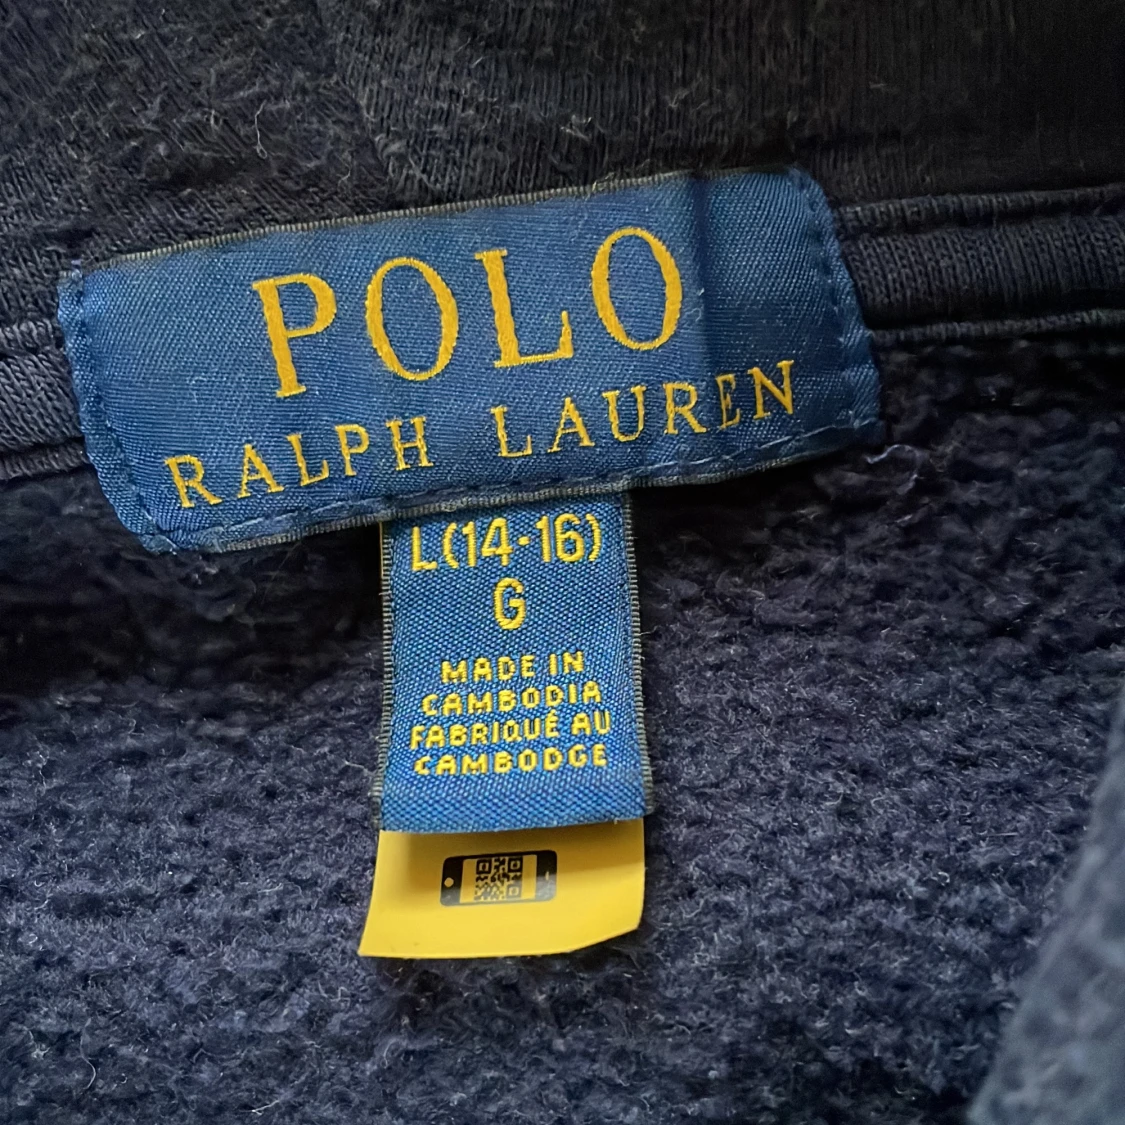 POLO
RALPH LAUREN
L(14·16)
G
MADE IN
CAMBODIA
FABRIQUÉ AU
CAMBODGE